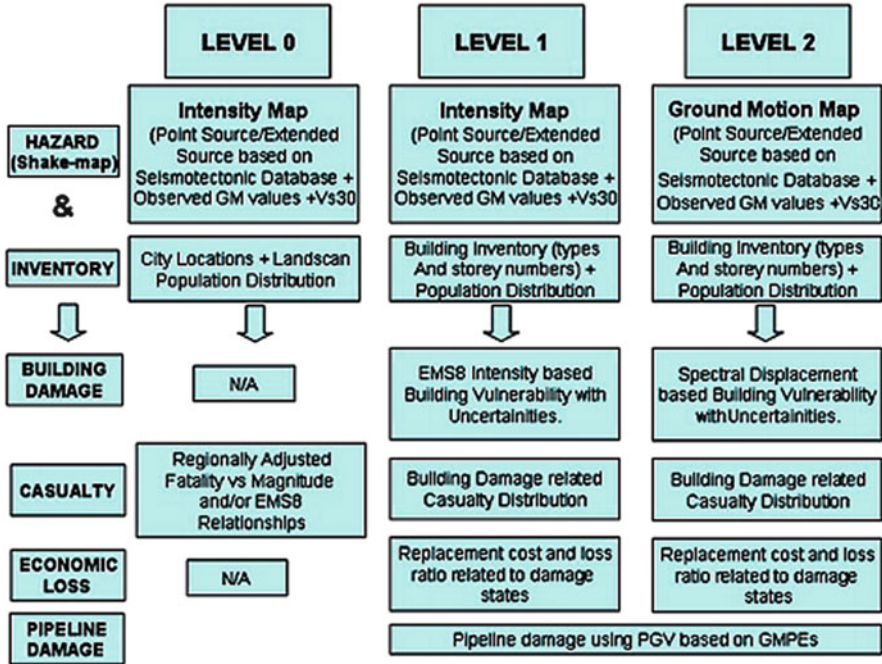 LEVEL 0
LEVEL 1
LEVEL 2
HAZARD
(Shake-map)
&
Intensity Map
(Point Source/Extended
Source based on
Seismotectonic Database +
Observed GM values +Vs30
Intensity Map
(Point Source/Extended
Source based on
Seismotectonic Database +
Observed GM values +Vs30
Ground Motion Map
(Point Source/Extended
Source based on
Seismotectonic Database +
Observed GM values +Vs30
INVENTORY
City Locations + Landscan
Population Distribution
Building Inventory (types
And storey numbers) +
Population Distribution
Building Inventory (types
And storey numbers) +
Population Distribution
BUILDING
DAMAGE
N/A
EMS8 Intensity based
Building Vulnerability with
Uncertainities.
Spectral Displacement
based Building Vulnerability
withUncertainities.
CASUALTY
Regionally Adjusted
Fatality vs Magnitude
and/or EMS8
Relationships
Building Damage related
Casualty Distribution
Building Damage related
Casualty Distribution
ECONOMIC
LOSS
N/A
Replacement cost and loss
ratio related to damage
states
Replacement cost and loss
ratio related to damage
states
PIPELINE
DAMAGE
Pipeline damage using PGV based on GMPEs